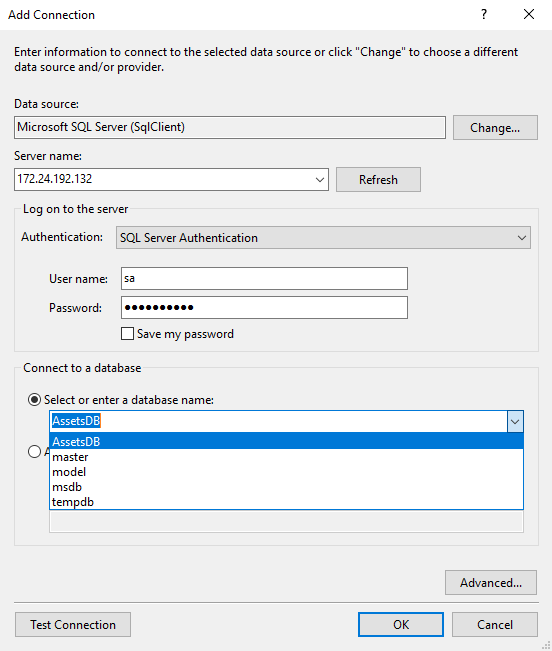 Add Connection
?
Enter information to connect to the selected data source or click "Change" to choose a different
data source and/or provider.
Data source:
Microsoft SQL Server (SqlClient)
Change...
Server name:
172.24.192.132
Refresh
Log on to the server
Authentication:
SQL Server Authentication
User name:
sa
Password:
●●●●●●●●●●
Save my password
Connect to a database
Select or enter a database name:
AssetsDB
AssetsDB
master
model
msdb
tempdb
Advanced...
Test Connection
OK
Cancel